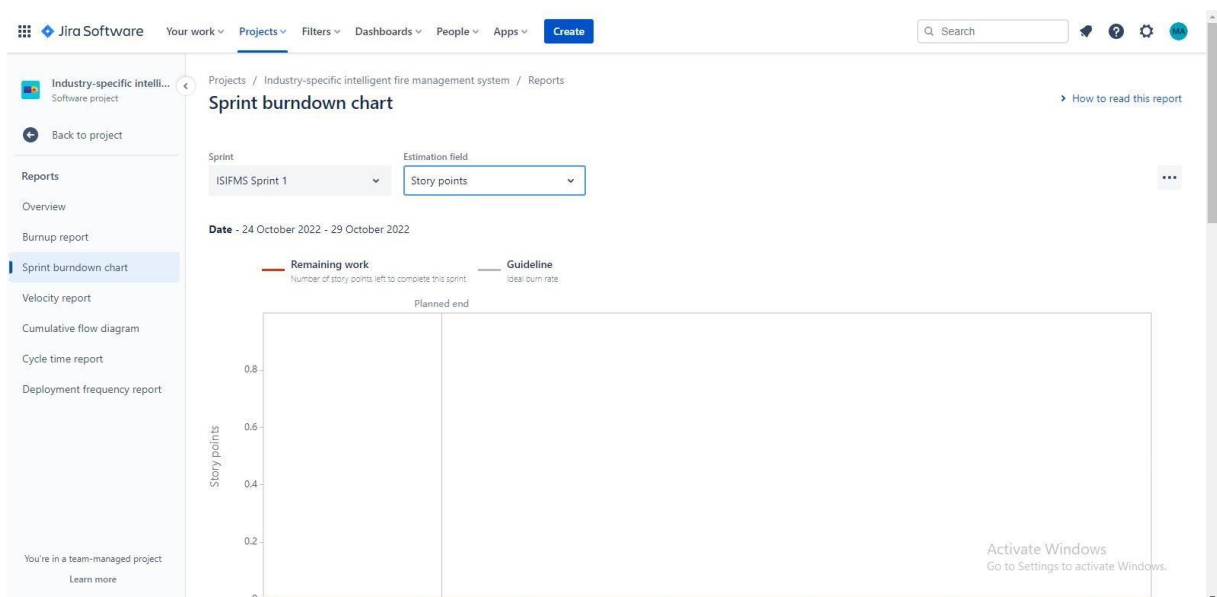 Jira Software Your work Projects Filters Dashboards People Apps Create Search MA
Industry-specific intelli...
Software project
Back to project
Reports
Overview
Burnup report
Sprint burndown chart
Velocity report
Cumulative flow diagram
Cycle time report
Deployment frequency report
You're in a team-managed project
Learn more
Projects / Industry-specific intelligent fire management system / Reports
Sprint burndown chart
How to read this report
Sprint Estimation field
ISIFMS Sprint 1 Story points
Date - 24 October 2022 - 29 October 2022
Remaining work Guideline
Number of story points left to complete this sprint Ideal burn rate
Planned end
0.8
0.6
Story points
0.4
0.2
0
Activate Windows
Go to Settings to activate Windows.